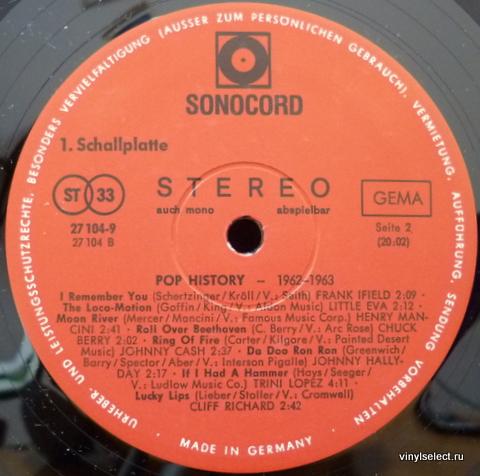 URHEBER- UND LEISTUNGSSCHUTZRECHTE, BESONDERS VERVIELFÄLTIGUNG (AUSSER ZUM PERSÖNLICHEN GEBRAUCH), VERMIETUNG, AUFFÜHRUNG, SENDUNG VORBEHALTEN
SONOCORD
1. Schallplatte
ST 33
STEREO
GEMA
auch mono abspielbar
27 104-9
27 104 B
Seite 2
(20:02)
POP HISTORY – 1962-1963
I Remember You (Schertzinger/Kröll/V.: Seith) FRANK IFIELD 2:09 ·
The Loco-Motion (Goffin/King/V.: Aldon Music) LITTLE EVA 2:12 ·
Moon River (Mercer/Mancini/V.: Famous Music Corp.) HENRY MAN-
CINI 2:41 · Roll Over Beethoven (C. Berry/V.: Arc Rose) CHUCK
BERRY 2:02 · Ring Of Fire (Carter/Kilgare/V.: Painted Desert
Music) JOHNNY CASH 2:37 · Da Doo Ron Ron (Greenwich/
Barry/Spector/Aber/V.: Intersong Pigalle) JOHNNY HALLY-
DAY 2:17 · If I Had A Hammer (Hays/Seeger/
V.: Ludlow Music Co.) TRINI LOPEZ 4:11 ·
Lucky Lips (Lieber/Stoller/V.: Cromwell)
CLIFF RICHARD 2:42
· MADE IN GERMANY ·
vinylselect.ru